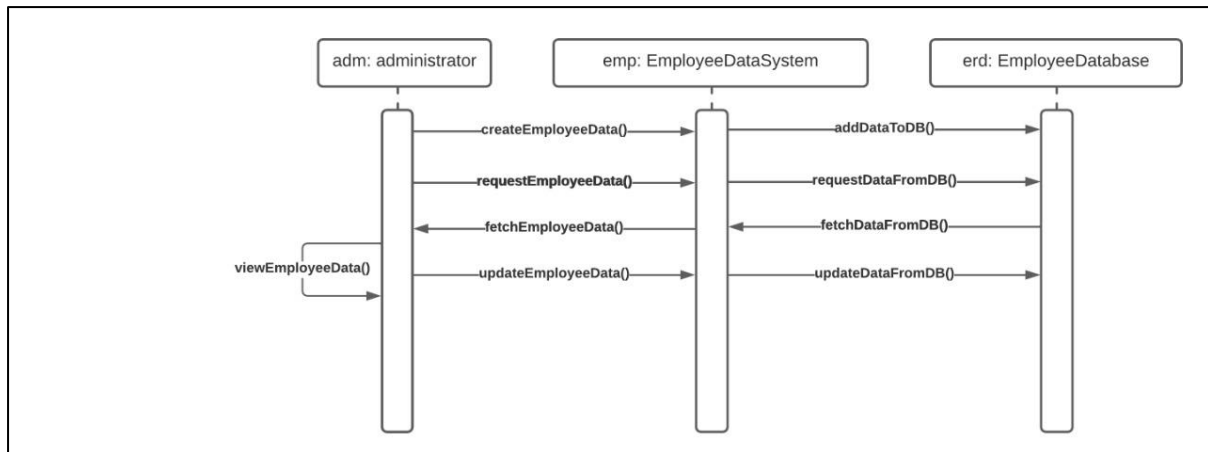 adm: administrator
emp: EmployeeDataSystem
erd: EmployeeDatabase
createEmployeeData()
addDataToDB()
requestEmployeeData()
requestDataFromDB()
fetchEmployeeData()
fetchDataFromDB()
viewEmployeeData()
updateEmployeeData()
updateDataFromDB()